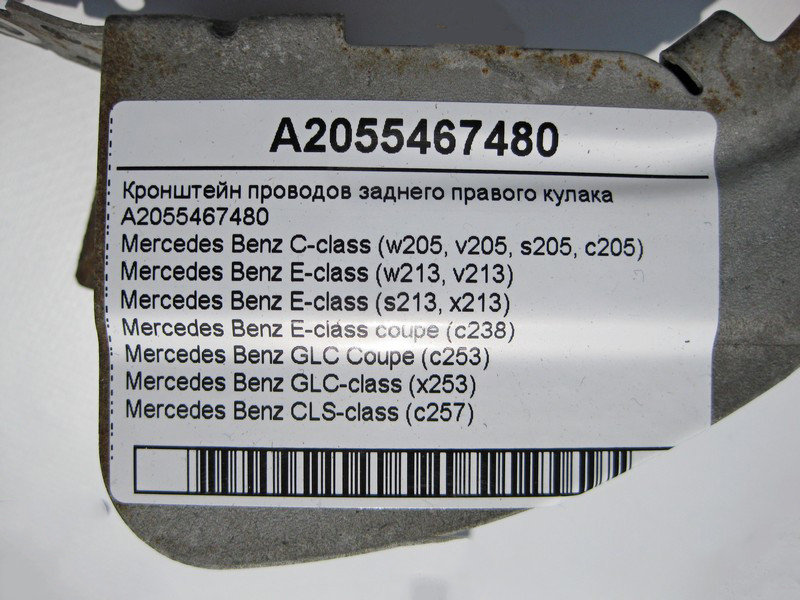 A2055467480
Кронштейн проводов заднего правого кулака
A2055467480
Mercedes Benz C-class (w205, v205, s205, c205)
Mercedes Benz E-class (w213, v213)
Mercedes Benz E-class (s213, x213)
Mercedes Benz E-class coupe (c238)
Mercedes Benz GLC Coupe (c253)
Mercedes Benz GLC-class (x253)
Mercedes Benz CLS-class (c257)